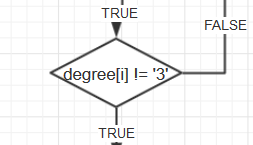 TRUE
FALSE
degree[i] != '3'
TRUE